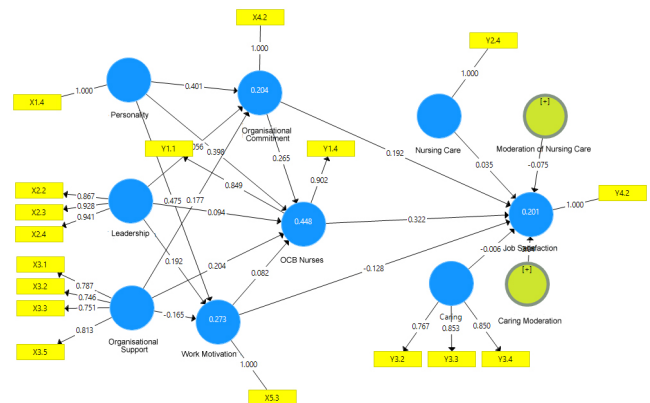 X4.2
Y2.4
1.000
1.000
X1.4
1.000
Personality
0.401
0.204
Organisational
Commitment
Nursing Care
[+]
Moderation of Nursing Care
Y1.1
0.398
Y1.4
0.192
0.265
0.035
-0.075
X2.2
0.867
X2.3
0.928
X2.4
0.941
Leadership
0.475
0.177
0.849
0.902
0.094
0.448
OCB Nurses
0.322
0.201
Job Satisfaction
1.000
Y4.2
0.192
0.204
0.082
-0.128
-0.006
X3.1
0.787
X3.2
0.746
X3.3
0.751
X3.5
0.813
Organisational
Support
-0.165
0.273
Work Motivation
Caring
[+]
Caring Moderation
0.767
0.853
0.850
Y3.2
Y3.3
Y3.4
1.000
X5.3